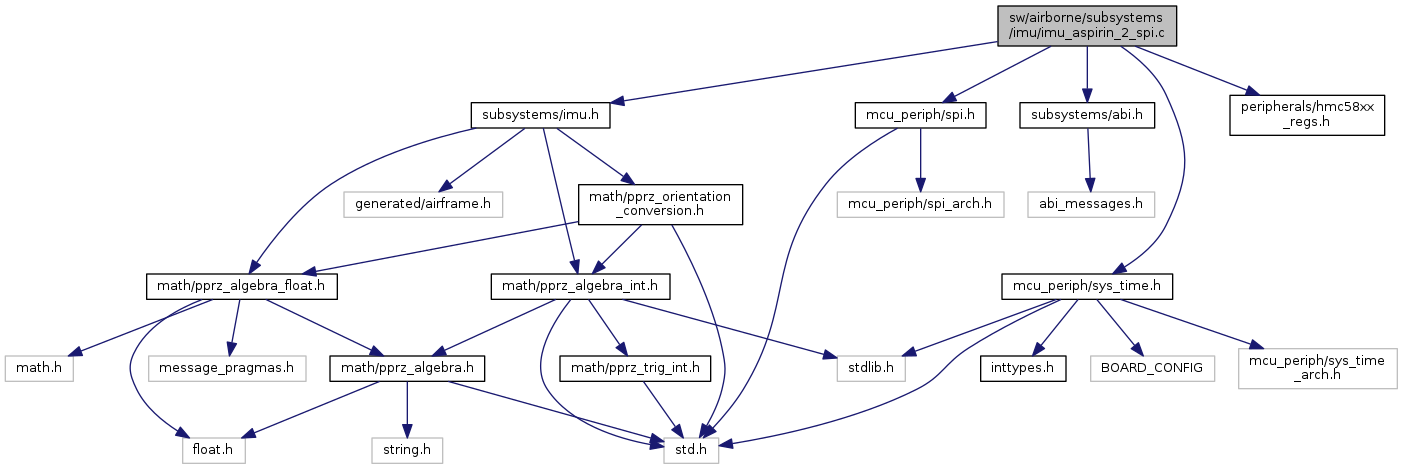 sw/airborne/subsystems
/imu/imu_aspirin_2_spi.c
subsystems/imu.h
mcu_periph/spi.h
subsystems/abi.h
peripherals/hmc58xx
_regs.h
generated/airframe.h
math/pprz_orientation
_conversion.h
mcu_periph/spi_arch.h
abi_messages.h
math/pprz_algebra_float.h
math/pprz_algebra_int.h
mcu_periph/sys_time.h
math.h
message_pragmas.h
math/pprz_algebra.h
math/pprz_trig_int.h
stdlib.h
inttypes.h
BOARD_CONFIG
mcu_periph/sys_time
_arch.h
float.h
string.h
std.h